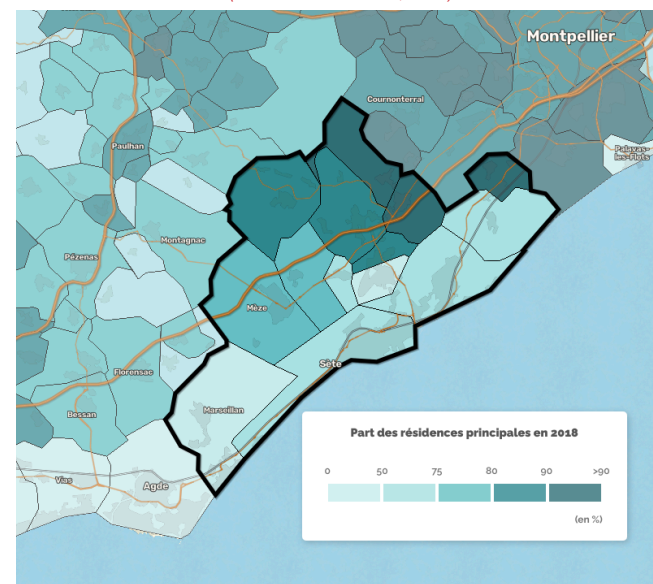 Montpellier
Cournonterral
Palavas-
les-Flots
Paulhan
Montagnac
Pézenas
Mèze
Florensac
Sète
Marseillan
Bessan
Vias
Agde
Part des résidences principales en 2018
0 50 75 80 90 >90
(en %)